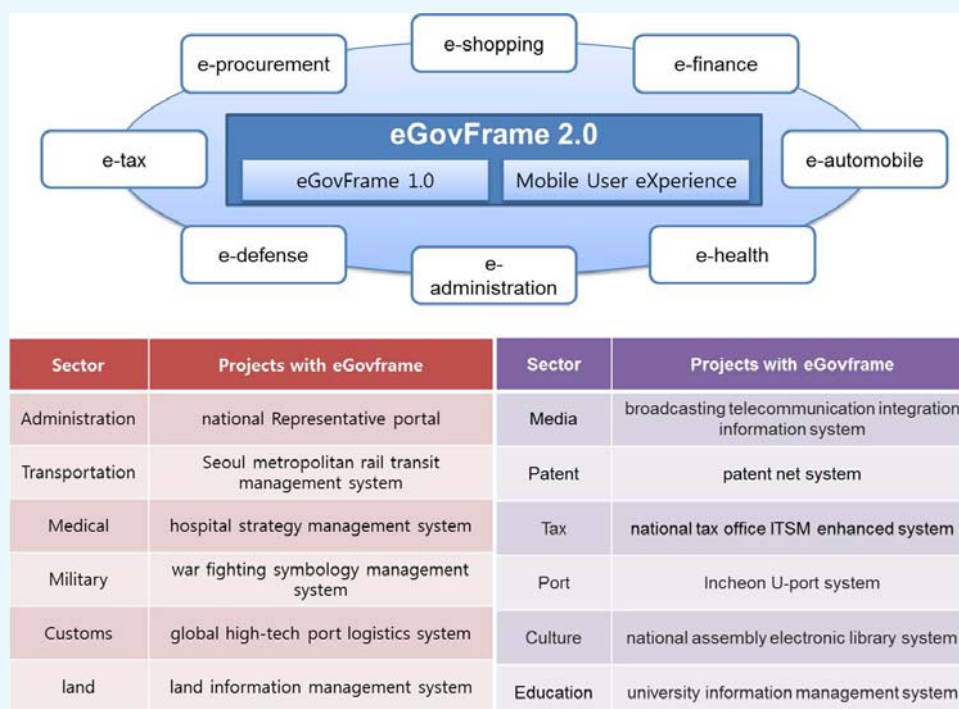 e-shopping
e-procurement
e-finance
eGovFrame 2.0
e-tax
e-automobile
eGovFrame 1.0
Mobile User eXperience
e-defense
e-health
e-
administration
Sector
Projects with eGovframe
Administration
national Representative portal
Transportation
Seoul metropolitan rail transit
management system
Medical
hospital strategy management system
Military
war fighting symbology management
system
Customs
global high-tech port logistics system
land
land information management system
Sector
Projects with eGovframe
Media
broadcasting telecommunication integration
information system
Patent
patent net system
Tax
national tax office ITSM enhanced system
Port
Incheon U-port system
Culture
national assembly electronic library system
Education
university information management system